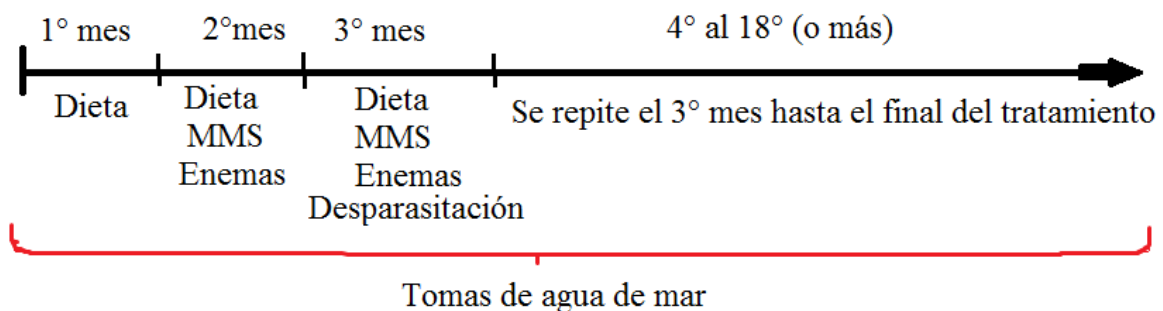 1° mes
2°mes
3° mes
4° al 18° (o más)
Dieta
Dieta
MMS
Enemas
Dieta
MMS
Enemas
Desparasitación
Se repite el 3° mes hasta el final del tratamiento
Tomas de agua de mar